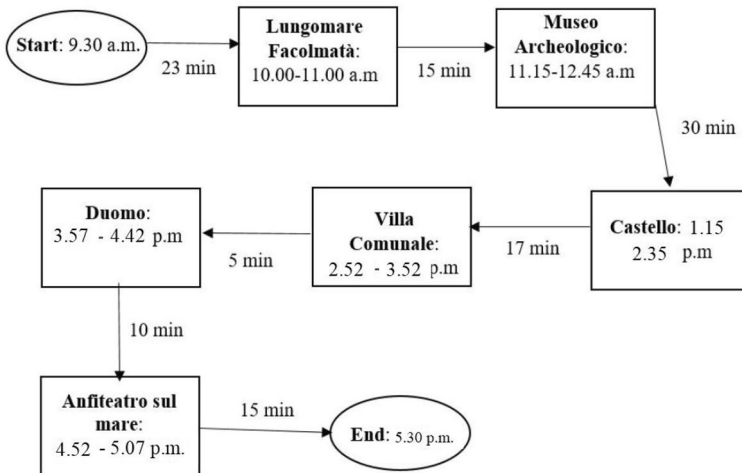 Start: 9.30 a.m.
23 min
Lungomare
Facolmatà:
10.00-11.00 a.m
15 min
Museo
Archeologico:
11.15-12.45 a.m
30 min
Castello: 1.15
2.35 p.m
17 min
Villa
Comunale:
2.52 - 3.52 p.m
5 min
Duomo:
3.57 - 4.42 p.m
10 min
Anfiteatro sul
mare:
4.52 - 5.07 p.m.
15 min
End: 5.30 p.m.